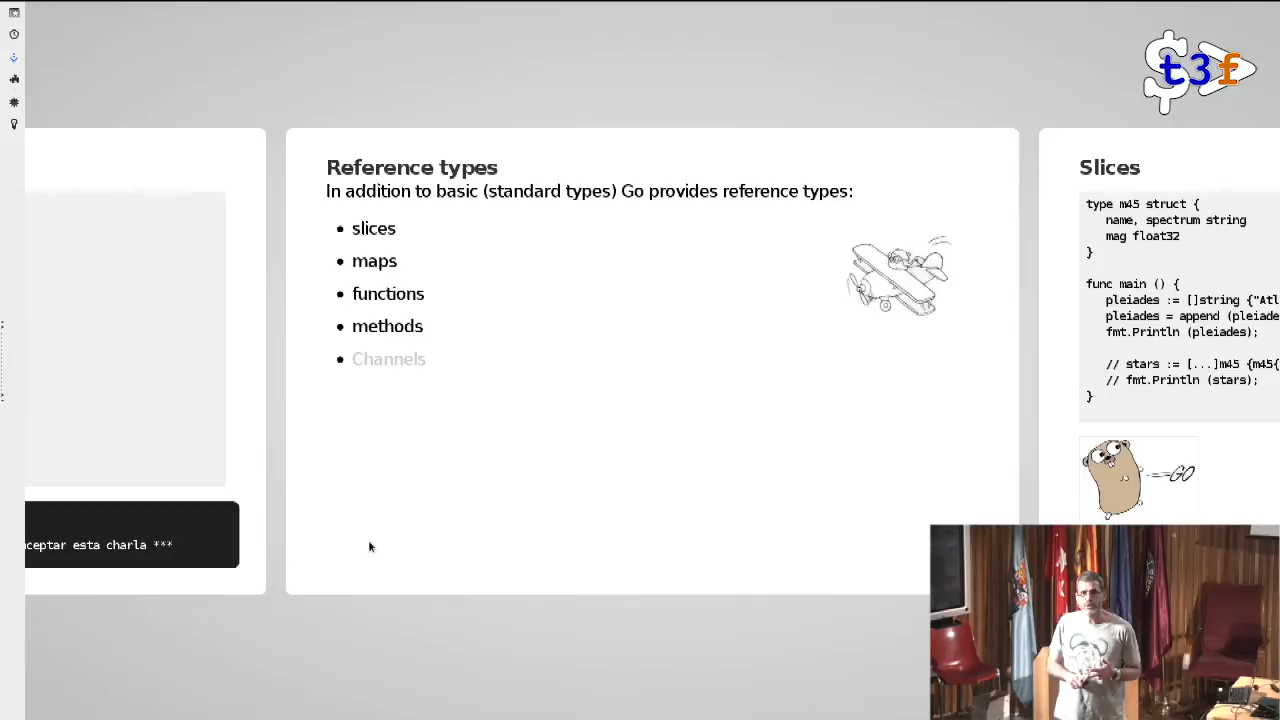 t3f
Reference types
In addition to basic (standard types) Go provides reference types:
slices
maps
functions
methods
Channels
ceptar esta charla ***
Slices
type m45 struct {
name, spectrum string
mag float32
}
func main () {
pleiades := []string {"Atl
pleiades = append (pleiade
fmt.Println (pleiades);
// stars := [...]m45 {m45{
// fmt.Println (stars);
}
GO